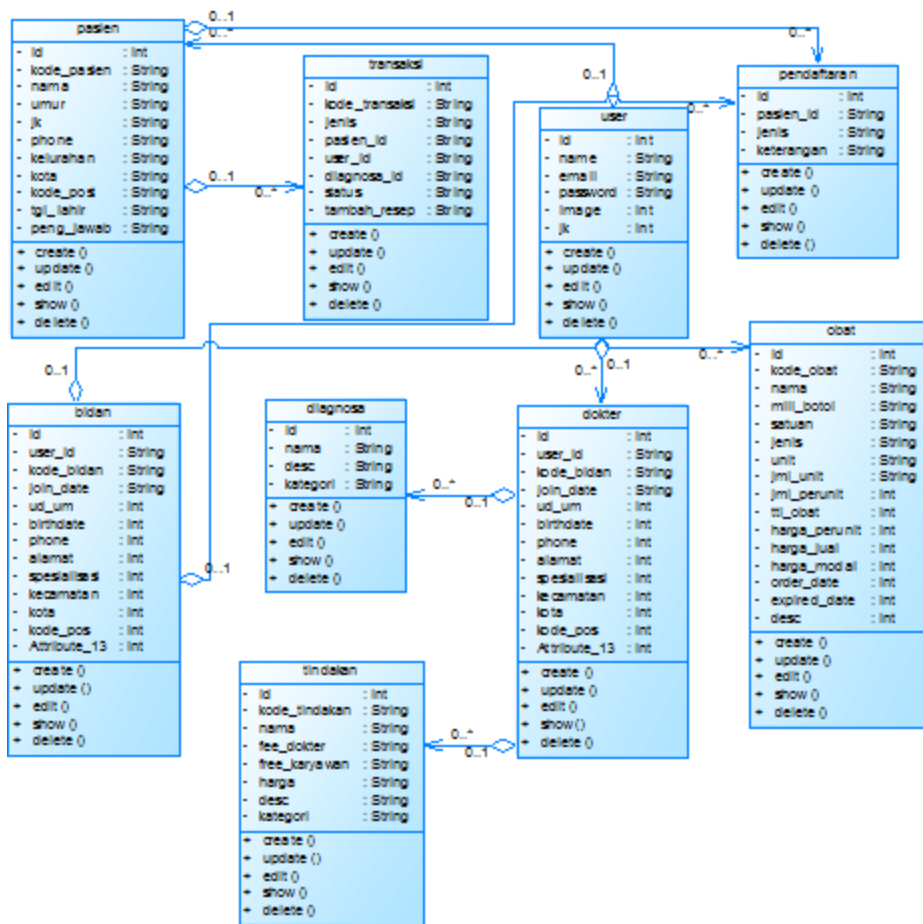 pasien
- id : Int
- kode_pasien : String
- nama : String
- umur : String
- jk : String
- phone : String
- kelurahan : String
- kota : String
- kode_posi : String
- tgl_lahir : String
- peng_jawab : String
+ create ()
+ update ()
+ edit ()
+ show ()
+ delete ()
0..1
0..*
0..*
0..1
0..*
transaksi
- id : Int
- kode_transaksi : String
- jenis : String
- pasien_id : String
- user_id : String
- diagnosa_id : String
- status : String
- tambah_resep : String
+ create ()
+ update ()
+ edit ()
+ show ()
+ delete ()
0..1
0..*
user
- id : Int
- name : String
- email : String
- password : String
- image : Int
- jk : Int
+ create ()
+ update ()
+ edit ()
+ show ()
+ delete ()
pendaftaran
- id : Int
- pasien_id : String
- jenis : String
- keterangan : String
+ create ()
+ update ()
+ edit ()
+ show ()
+ delete ()
0..1
0..*
0..1
0..*
bidan
- id : Int
- user_id : String
- kode_bidan : String
- join_date : String
- ud_um : Int
- birthdate : Int
- phone : Int
- alamat : Int
- spesialisasi : Int
- kecamatan : Int
- kota : Int
- kode_pos : Int
- Attribute_13 : Int
+ create ()
+ update ()
+ edit ()
+ show ()
+ delete ()
0..1
diagnosa
- id : Int
- nama : String
- desc : String
- kategori : String
+ create ()
+ update ()
+ edit ()
+ show ()
+ delete ()
0..*
0..1
dokter
- id : Int
- user_id : String
- kode_bidan : String
- join_date : String
- ud_um : Int
- birthdate : Int
- phone : Int
- alamat : Int
- spesialisasi : Int
- kecamatan : Int
- kota : Int
- kode_pos : Int
- Attribute_13 : Int
+ create ()
+ update ()
+ edit ()
+ show ()
+ delete ()
obat
- id : Int
- kode_obat : String
- nama : String
- mili_botol : String
- satuan : String
- jenis : String
- unit : String
- jml_unit : String
- jml_perunit : Int
- ttl_obat : Int
- harga_perunit : Int
- harga_jual : Int
- harga_modal : Int
- order_date : Int
- expired_date : Int
- desc : Int
+ create ()
+ update ()
+ edit ()
+ show ()
+ delete ()
tindakan
- id : Int
- kode_tindakan : String
- nama : String
- fee_dokter : String
- free_karyawan : String
- harga : String
- desc : String
- kategori : String
+ create ()
+ update ()
+ edit ()
+ show ()
+ delete ()
0..*
0..1